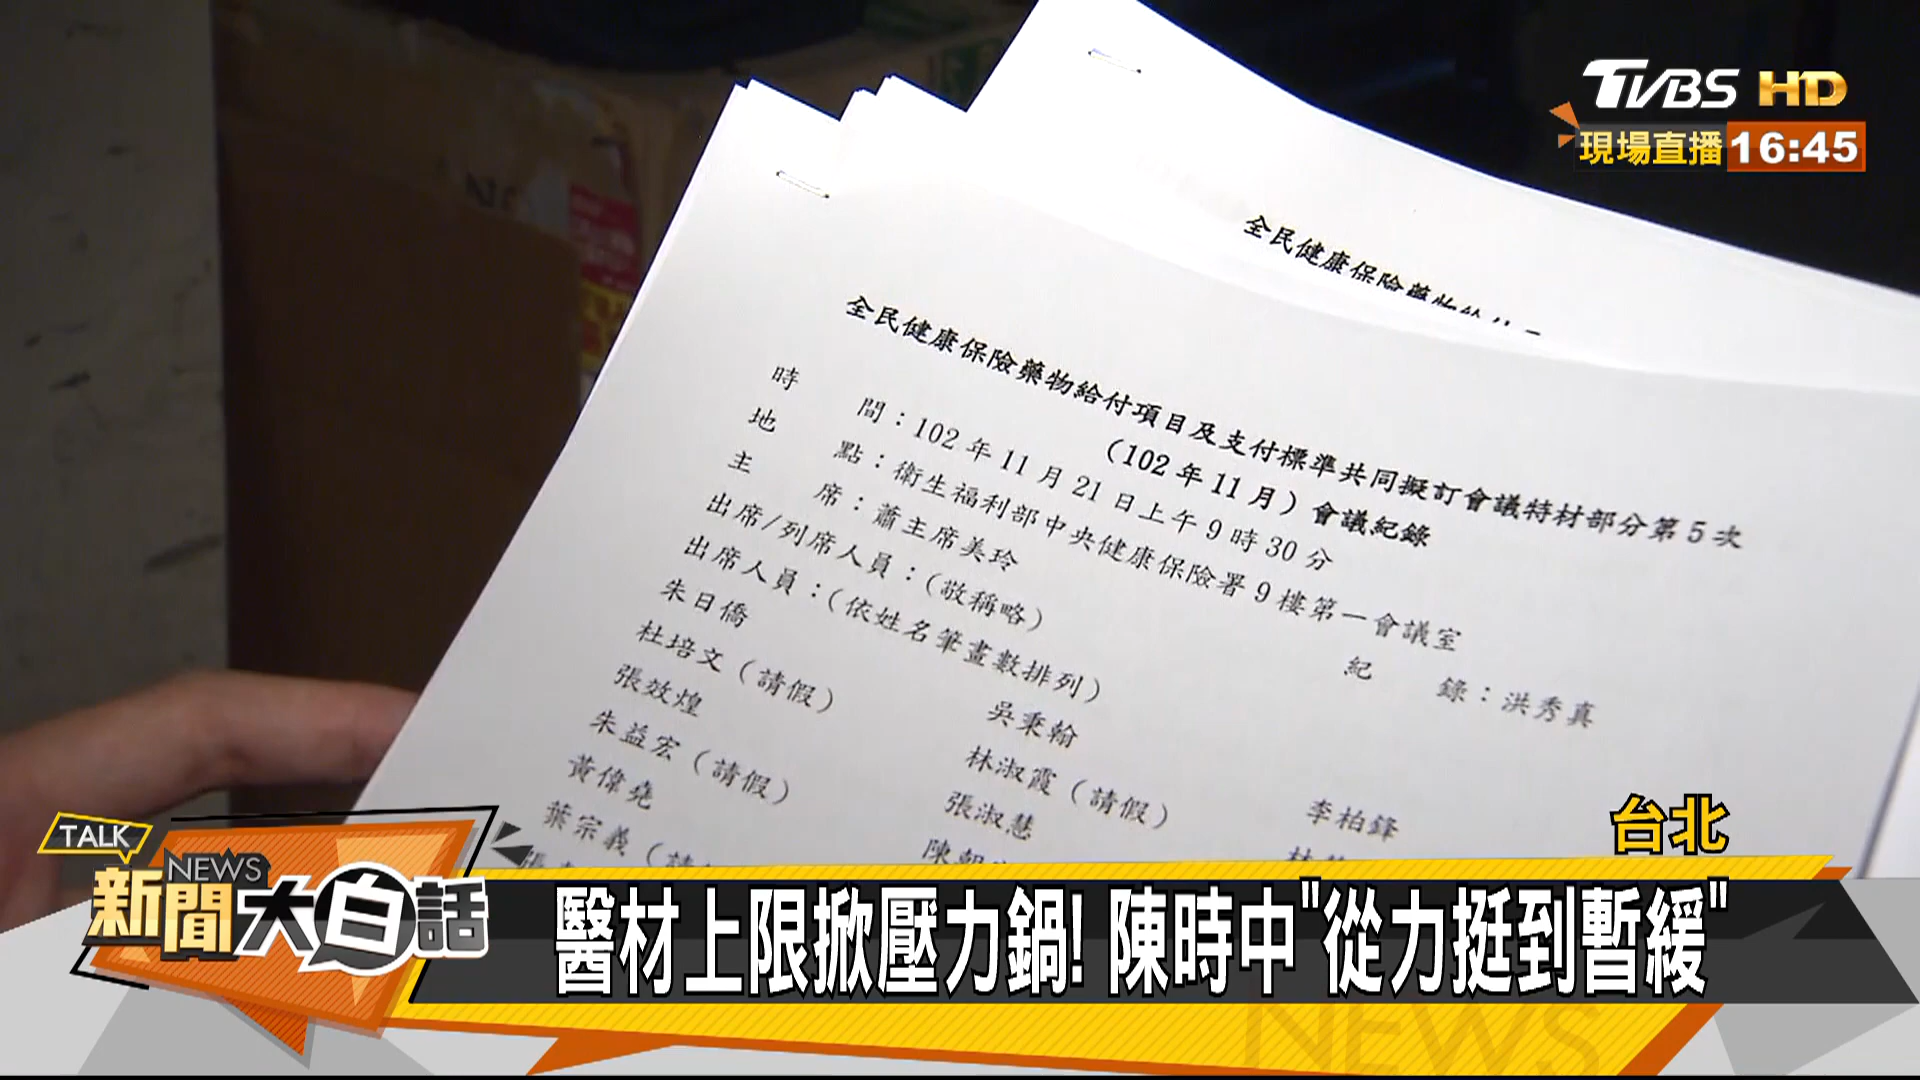 TVBS HD
現場直播 16:45
全民健康保險藥物給付
全民健康保險藥物給付項目及支付標準共同擬訂會議特材部分第5次
(102年11月)會議紀錄
時 間：102年11月21日上午9時30分
地 點：衛生福利部中央健康保險署9樓第一會議室
主 席：蕭主席美玲
紀 錄：洪秀真
出席/列席人員：(敬稱略)
出席人員：(依姓名筆畫數排列)
朱日僑 吳秉翰 李柏鋒
杜培文(請假) 林淑霞(請假)
張效煌 張淑慧
朱益宏(請假) 陳
黃偉堯
葉宗義
台北
TALK
NEWS
新聞大白話
醫材上限掀壓力鍋!陳時中"從力挺到暫緩"
NEWS